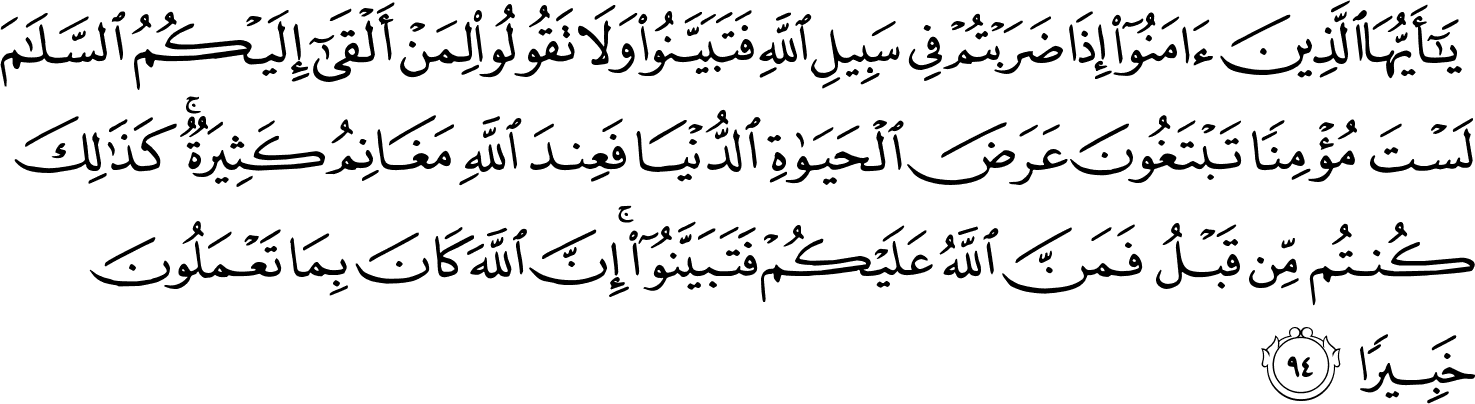 يَـٰٓأَيُّهَا ٱلَّذِينَ ءَامَنُوٓا۟ إِذَا ضَرَبْتُمْ فِى سَبِيلِ ٱللَّهِ فَتَبَيَّنُوا۟ وَلَا تَقُولُوا۟ لِمَنْ أَلْقَىٰٓ إِلَيْكُمُ ٱلسَّلَـٰمَ
لَسْتَ مُؤْمِنًا تَبْتَغُونَ عَرَضَ ٱلْحَيَوٰةِ ٱلدُّنْيَا فَعِندَ ٱللَّهِ مَغَانِمُ كَثِيرَةٌ ۚ كَذَٰلِكَ
كُنتُم مِّن قَبْلُ فَمَنَّ ٱللَّهُ عَلَيْكُمْ فَتَبَيَّنُوٓا۟ ۚ إِنَّ ٱللَّهَ كَانَ بِمَا تَعْمَلُونَ
خَبِيرًا ٩٤